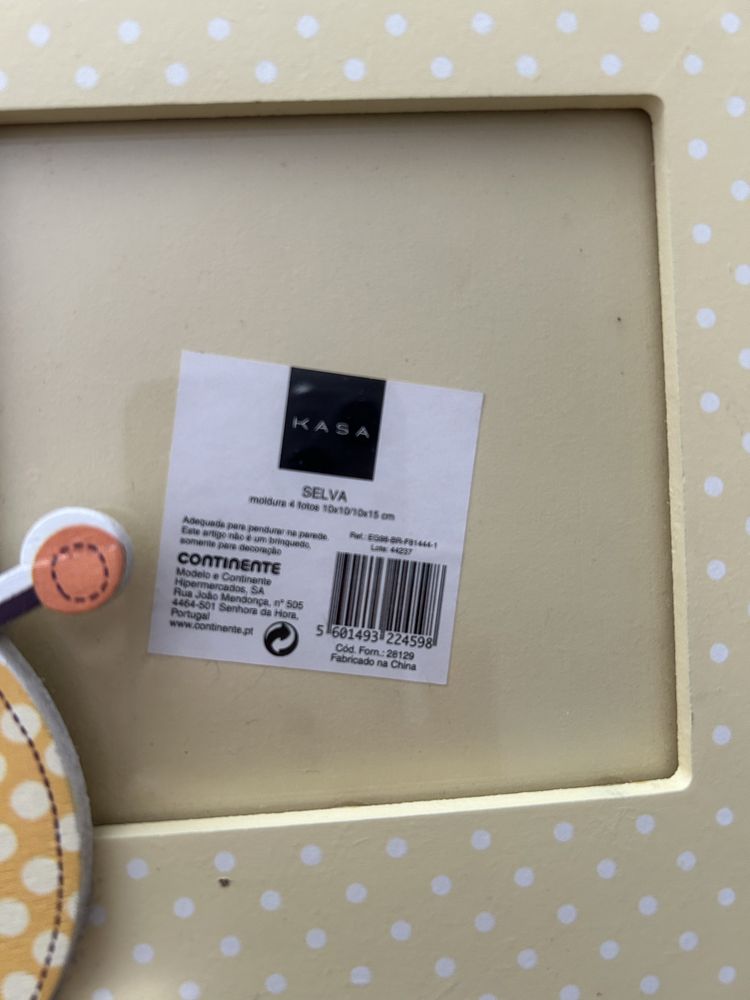 KASA
SELVA
moldura 4 fotos 10x10/10x15 cm
Adequada para pendurar na parede.
Este artigo não é um brinquedo,
somente para decoração
CONTINENTE
Modelo e Continente
Hipermercados, SA
Rua João Mendonça, nº 505
4464-501 Senhora da Hora,
Portugal
www.continente.pt
Ref.: EG98-BR-F81444-1
Lote: 44237
5 601493 224598
Cód. Forn.: 28129
Fabricado na China